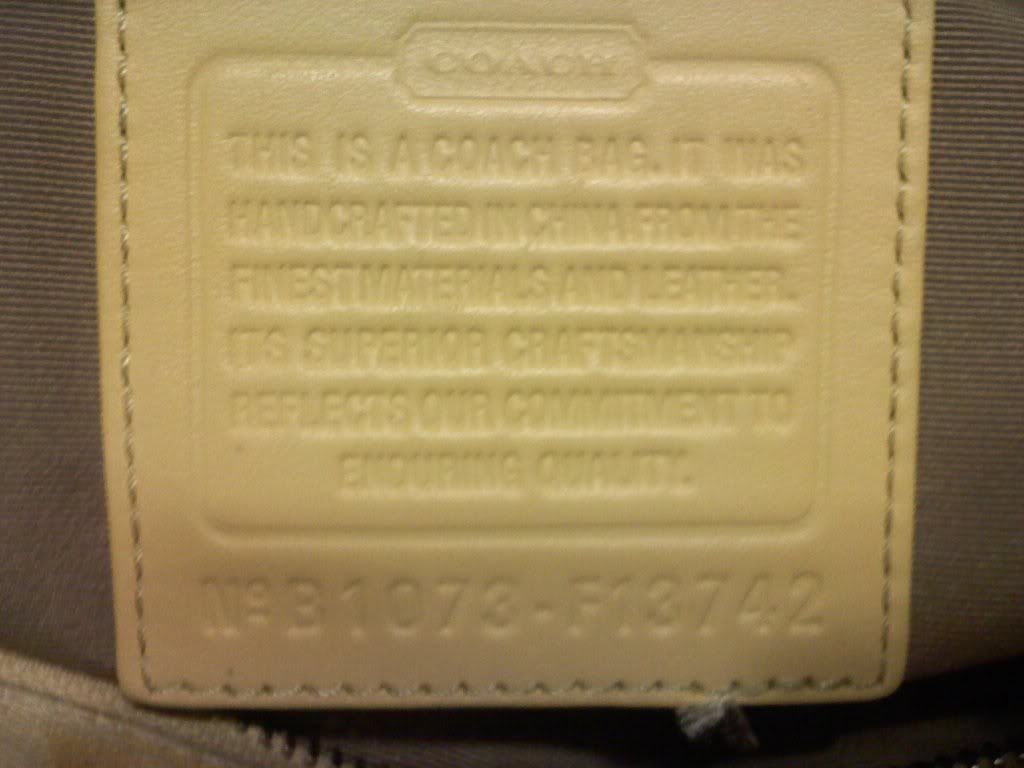 COACH
THIS IS A COACH BAG. IT WAS
HANDCRAFTED IN CHINA FROM THE
FINEST MATERIALS AND LEATHER.
IT'S SUPERIOR CRAFTSMANSHIP
REFLECTS OUR COMMITMENT TO
ENDURING QUALITY.
Nº B1073-F13742